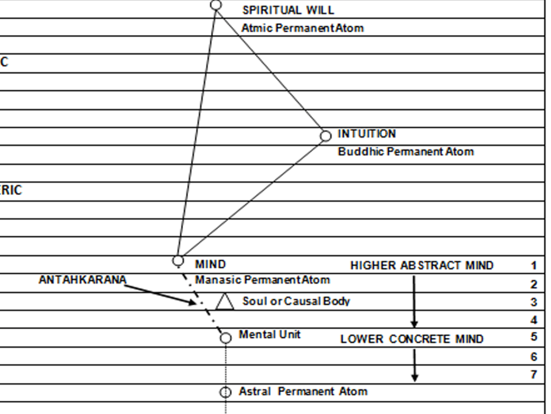 SPIRITUAL WILL
Atmic Permanent Atom
C
INTUITION
Buddhic Permanent Atom
RIC
MIND HIGHER ABSTRACT MIND 1
ANTAHKARANA Manasic Permanent Atom 2
Soul or Causal Body 3
4
Mental Unit LOWER CONCRETE MIND 5
6
7
Astral Permanent Atom